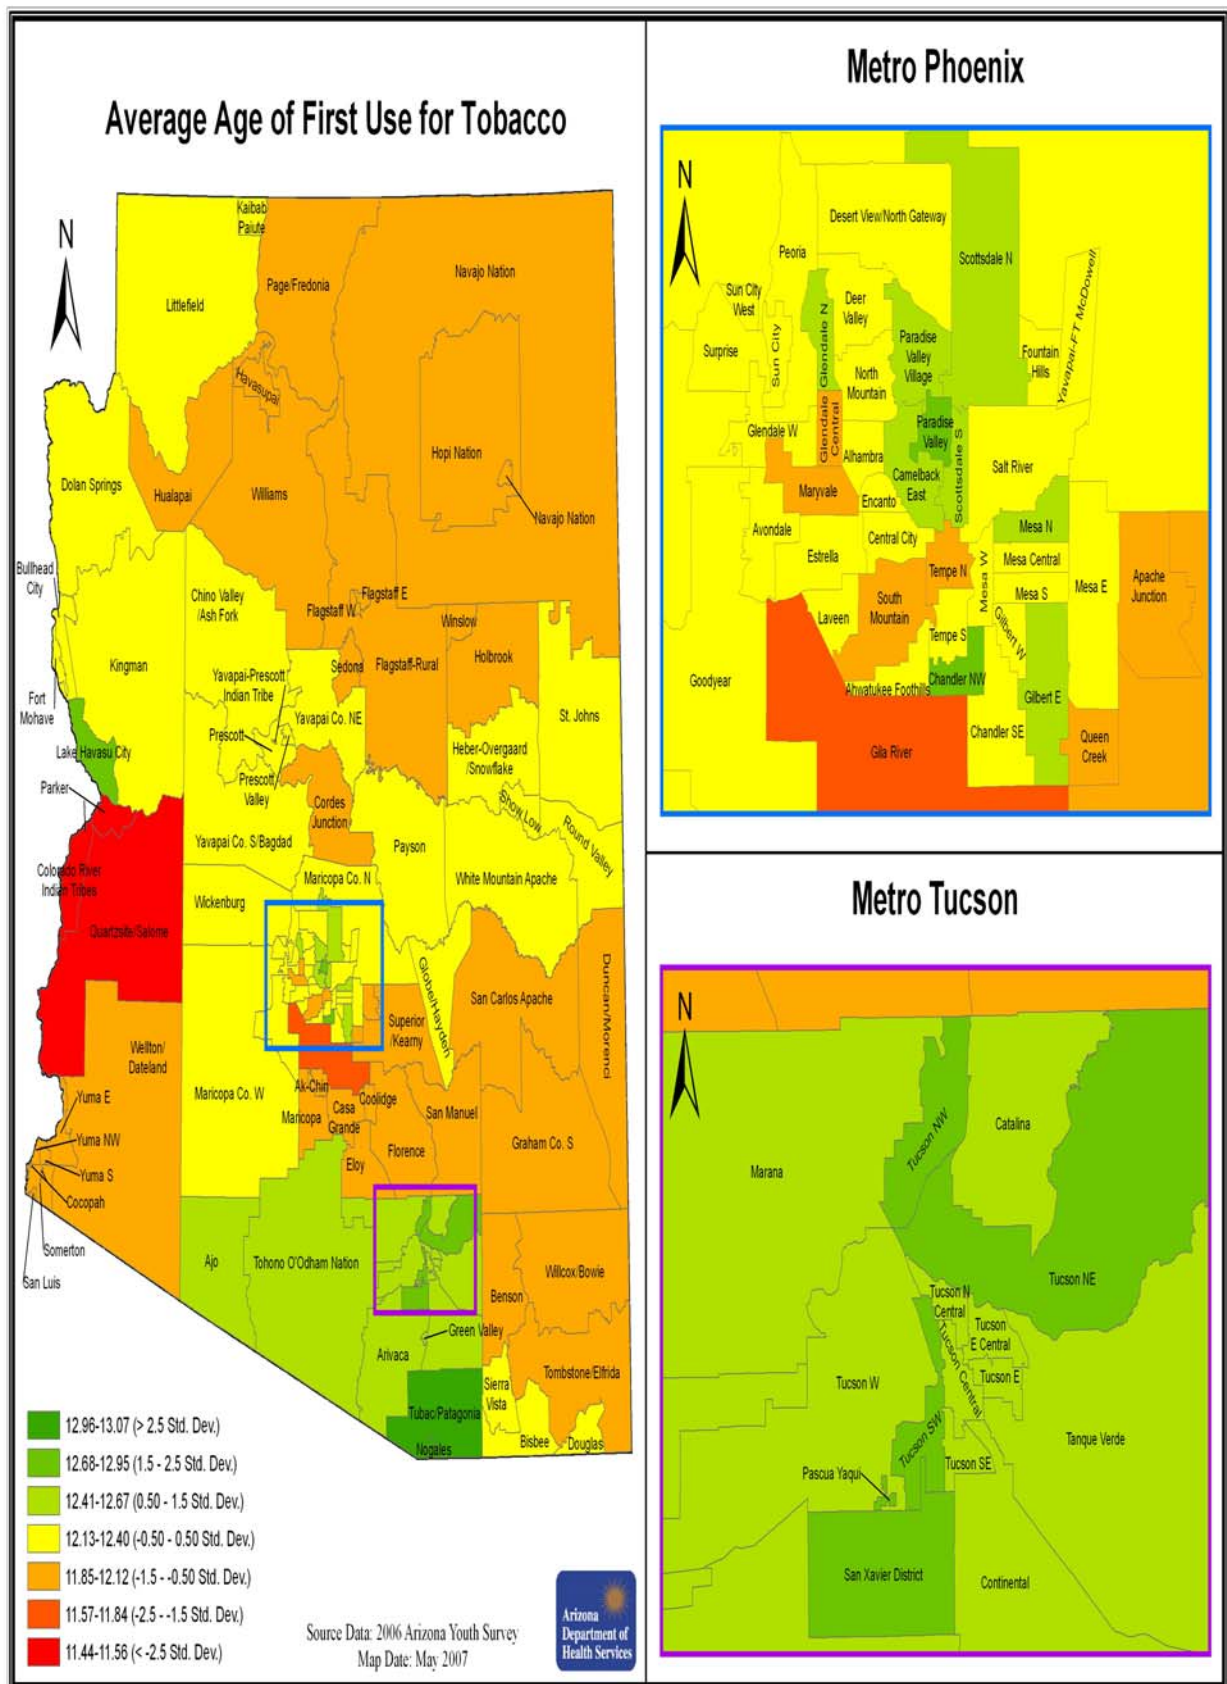 Average Age of First Use for Tobacco
N
Kaibab
Paiute
Page/Fredonia
Navajo Nation
Littlefield
Havasupai
Hopi Nation
Dolan Springs
Hualapai
Williams
Navajo Nation
Bullhead
City
Chino Valley
/Ash Fork
Flagstaff E
Flagstaff W
Winslow
Kingman
Sedona
Flagstaff-Rural
Holbrook
Yavapai-Prescott
Indian Tribe
Fort
Mohave
Yavapai Co. NE
St. Johns
Prescott
Lake Havasu City
Heber-Overgaard
/Snowflake
Prescott
Valley
Parker
Cordes
Junction
Show Low
Round Valley
Yavapai Co. S/Bagdad
Payson
Colorado River
Indian Tribes
Maricopa Co. N
White Mountain Apache
Wickenburg
Quartzsite/Salome
Globe/Hayden
San Carlos Apache
Duncan/Morenci
Superior
/Kearny
Wellton/
Dateland
Maricopa Co. W
Ak-Chin
Coolidge
Yuma E
Maricopa
Casa
Grande
San Manuel
Yuma NW
Florence
Graham Co. S
Yuma S
Eloy
Cocopah
Somerton
San Luis
Ajo
Tohono O'Odham Nation
Willcox/Bowie
Benson
Green Valley
Arivaca
Tombstone/Elfrida
Sierra
Vista
Tubac/Patagonia
Nogales
Bisbee
Douglas
12.96-13.07 (> 2.5 Std. Dev.)
12.68-12.95 (1.5 - 2.5 Std. Dev.)
12.41-12.67 (0.50 - 1.5 Std. Dev.)
12.13-12.40 (-0.50 - 0.50 Std. Dev.)
11.85-12.12 (-1.5 - -0.50 Std. Dev.)
11.57-11.84 (-2.5 - -1.5 Std. Dev.)
11.44-11.56 (< -2.5 Std. Dev.)
Source Data: 2006 Arizona Youth Survey
Map Date: May 2007
Arizona
Department of
Health Services
Metro Phoenix
N
Desert View/North Gateway
Peoria
Scottsdale N
Sun City
West
Deer
Valley
Yavapai-FT McDowell
Glendale N
Paradise
Valley
Village
Surprise
Sun City
Fountain
Hills
North
Mountain
Glendale W
Glendale
Central
Paradise
Valley
Scottsdale S
Alhambra
Camelback
East
Salt River
Maryvale
Encanto
Avondale
Central City
Mesa N
Estrella
Mesa W
Mesa Central
Tempe N
Apache
Junction
Mesa E
Mesa S
South
Mountain
Laveen
Gilbert W
Tempe S
Goodyear
Ahwatukee Foothills
Chandler NW
Gilbert E
Chandler SE
Queen
Creek
Gila River
Metro Tucson
N
Tucson NW
Catalina
Marana
Tucson NE
Tucson N
Central
Tucson
E Central
Tucson Central
Tucson W
Tucson E
Tucson SW
Tanque Verde
Pascua Yaqui
Tucson SE
San Xavier District
Continental